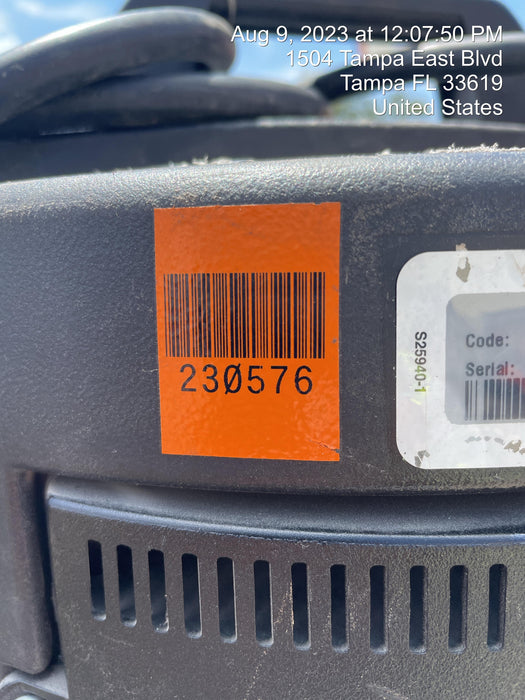 Aug 9, 2023 at 12:07:50 PM
1504 Tampa East Blvd
Tampa FL 33619
United States
230576
S25940-1
Code:
Serial: